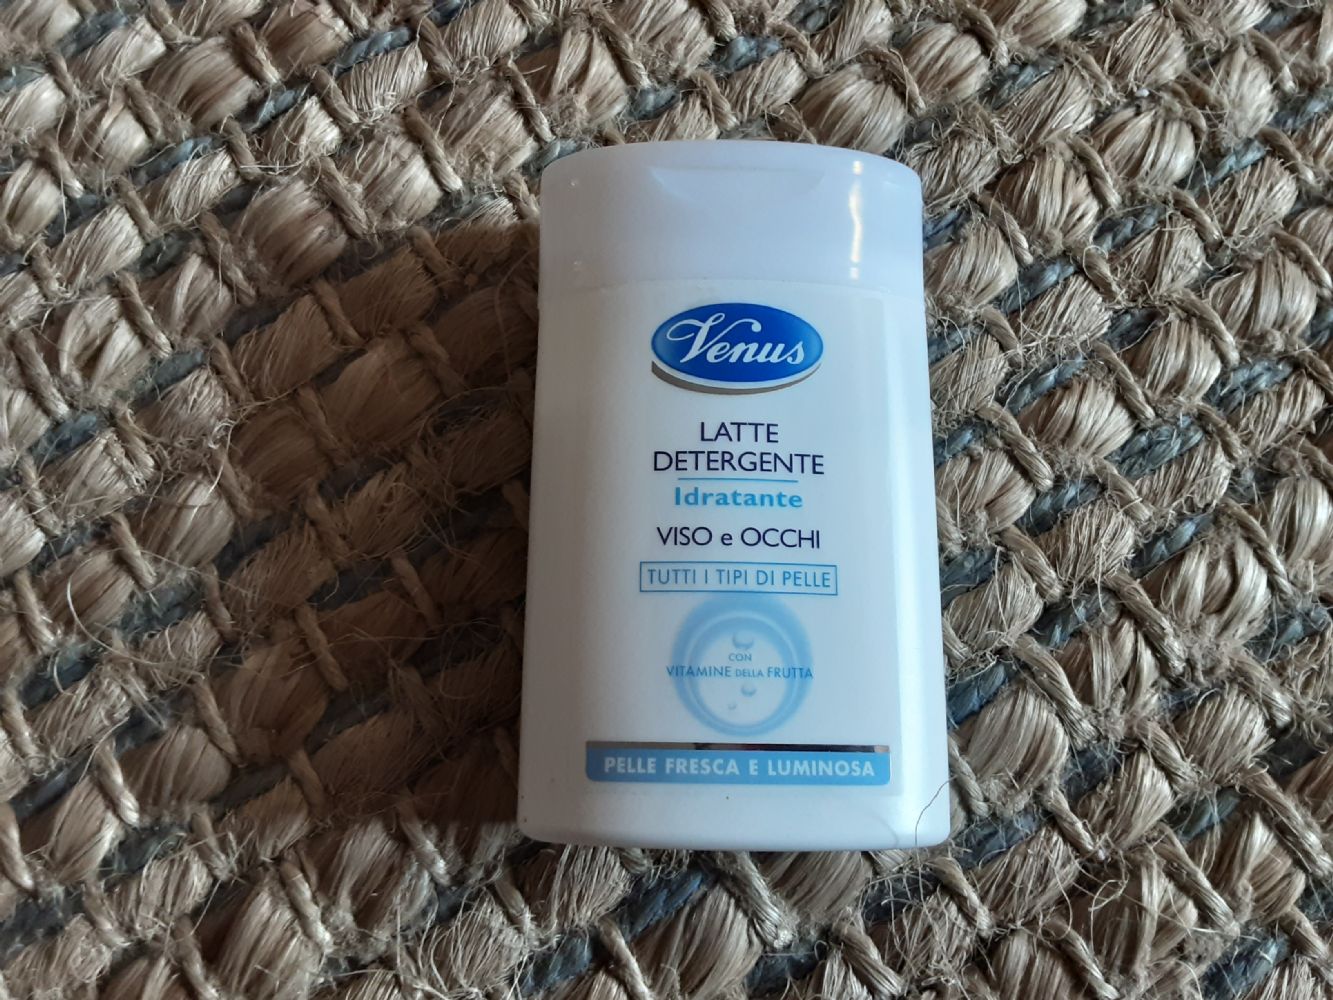 Venus
LATTE
DETERGENTE
Idratante
VISO e OCCHI
TUTTI I TIPI DI PELLE
CON
VITAMINE DELLA FRUTTA
PELLE FRESCA E LUMINOSA